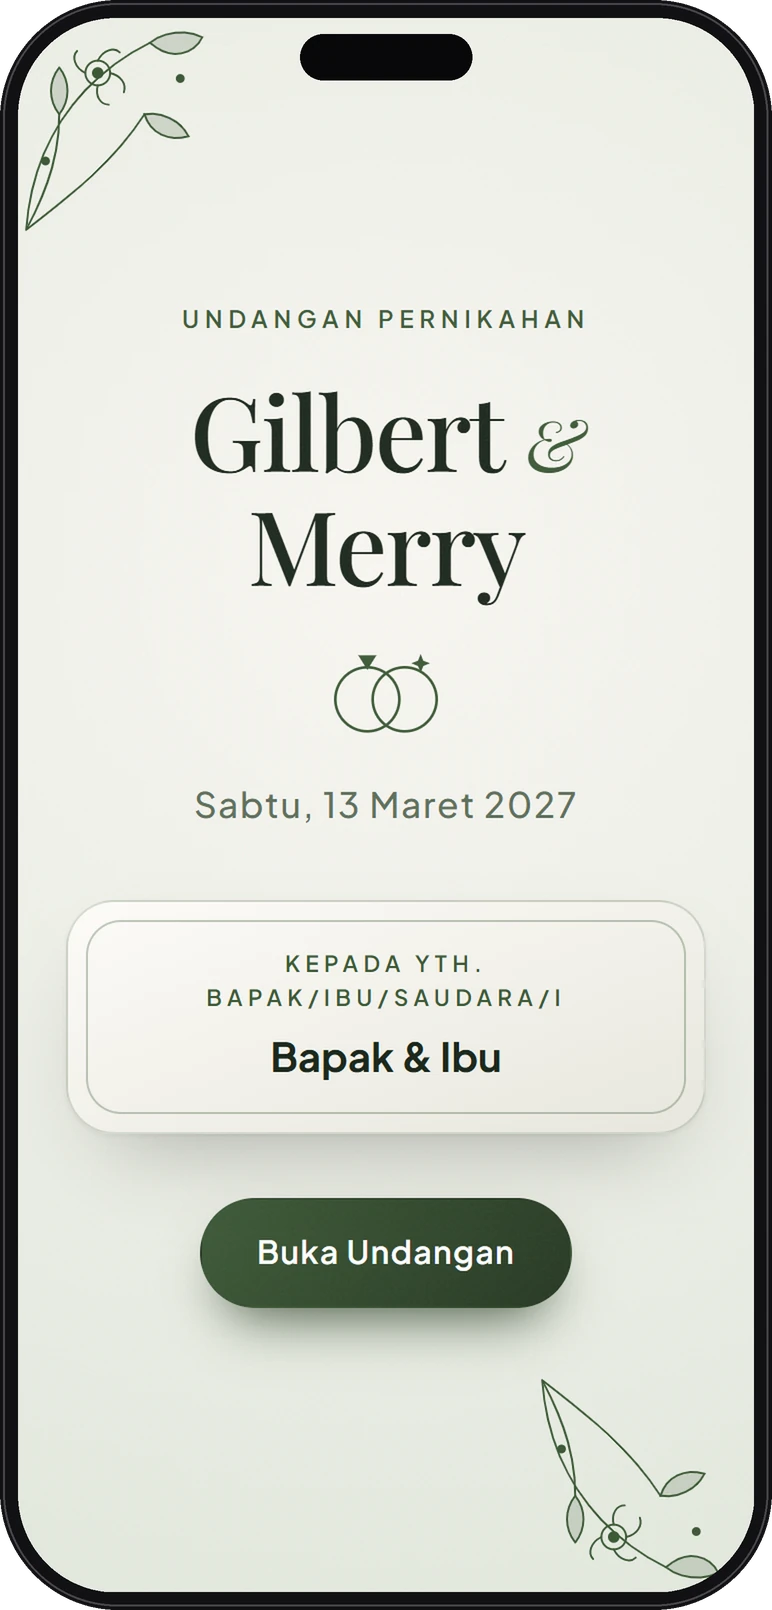 UNDANGAN PERNIKAHAN
Gilbert &
Merry
Sabtu, 13 Maret 2027
KEPADA YTH.
BAPAK/IBU/SAUDARA/I
Bapak & Ibu
Buka Undangan